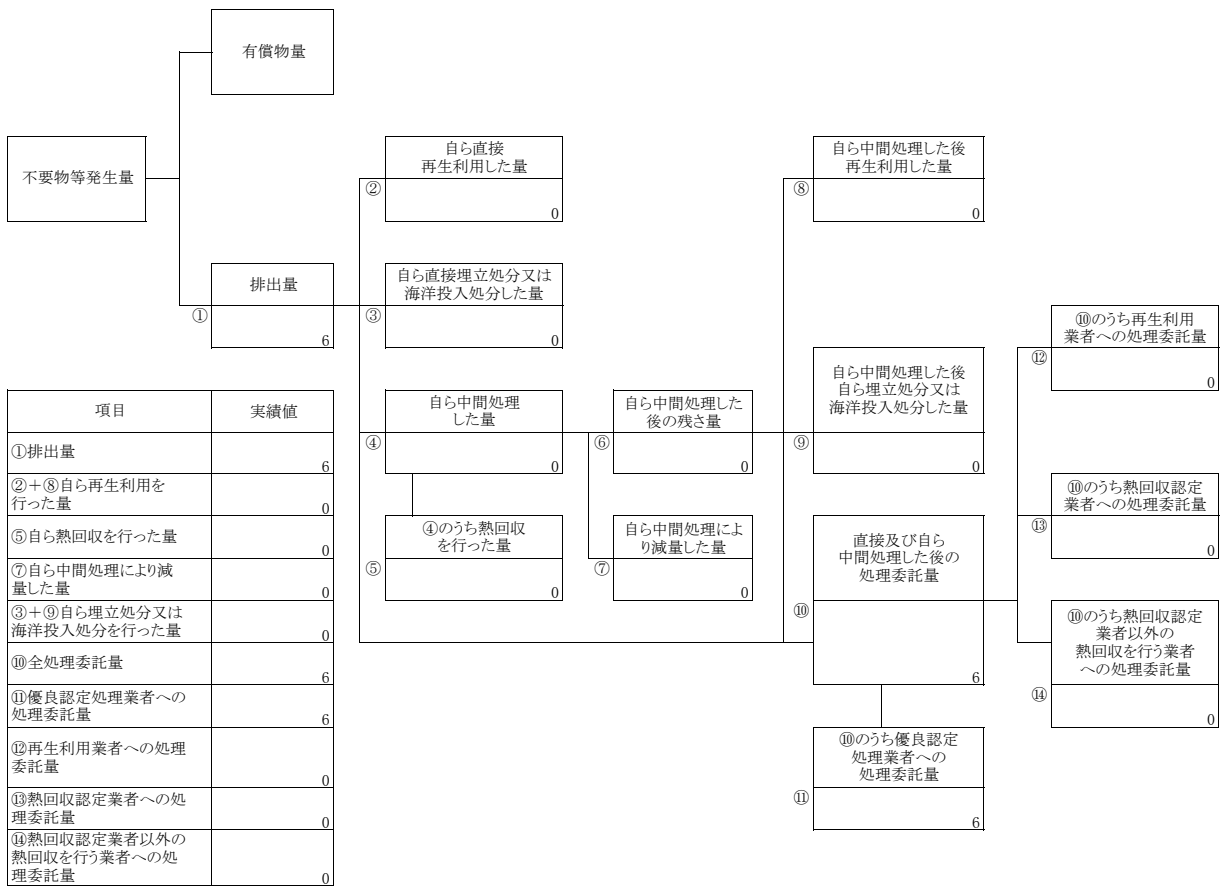 有償物量
不要物等発生量
排出量
①
6
自ら直接
再生利用した量
②
0
自ら直接埋立処分又は
海洋投入処分した量
③
0
自ら中間処理
した量
④
0
④のうち熱回収
を行った量
⑤
0
自ら中間処理した
後の残さ量
⑥
0
自ら中間処理によ
り減量した量
⑦
0
自ら中間処理した後
再生利用した量
⑧
0
自ら中間処理した後
自ら埋立処分又は
海洋投入処分した量
⑨
0
直接及び自ら
中間処理した後の
処理委託量
⑩
6
⑩のうち優良認定
処理業者への
処理委託量
⑪
6
⑩のうち再生利用
業者への処理委託量
⑫
0
⑩のうち熱回収認定
業者への処理委託量
⑬
0
⑩のうち熱回収認定
業者以外の
熱回収を行う業者
への処理委託量
⑭
0
項目 実績値
①排出量
6
②＋⑧自ら再生利用を
行った量
0
⑤自ら熱回収を行った量
0
⑦自ら中間処理により減
量した量
0
③＋⑨自ら埋立処分又は
海洋投入処分を行った量
0
⑩全処理委託量
6
⑪優良認定処理業者への
処理委託量
6
⑫再生利用業者への処理
委託量
0
⑬熱回収認定業者への処
理委託量
0
⑭熱回収認定業者以外の
熱回収を行う業者への処
理委託量
0